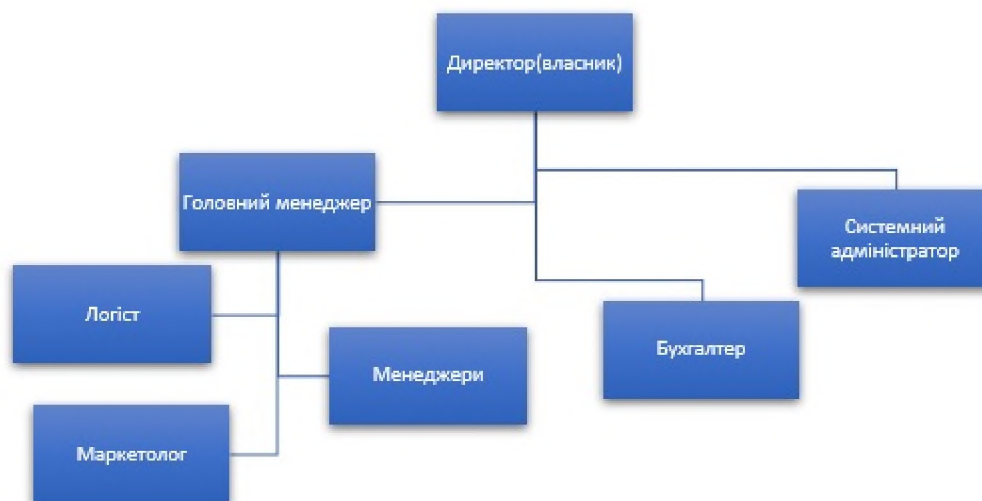 Директор(власник)
Головний менеджер
Системний
адміністратор
Логіст
Бухгалтер
Менеджери
Маркетолог